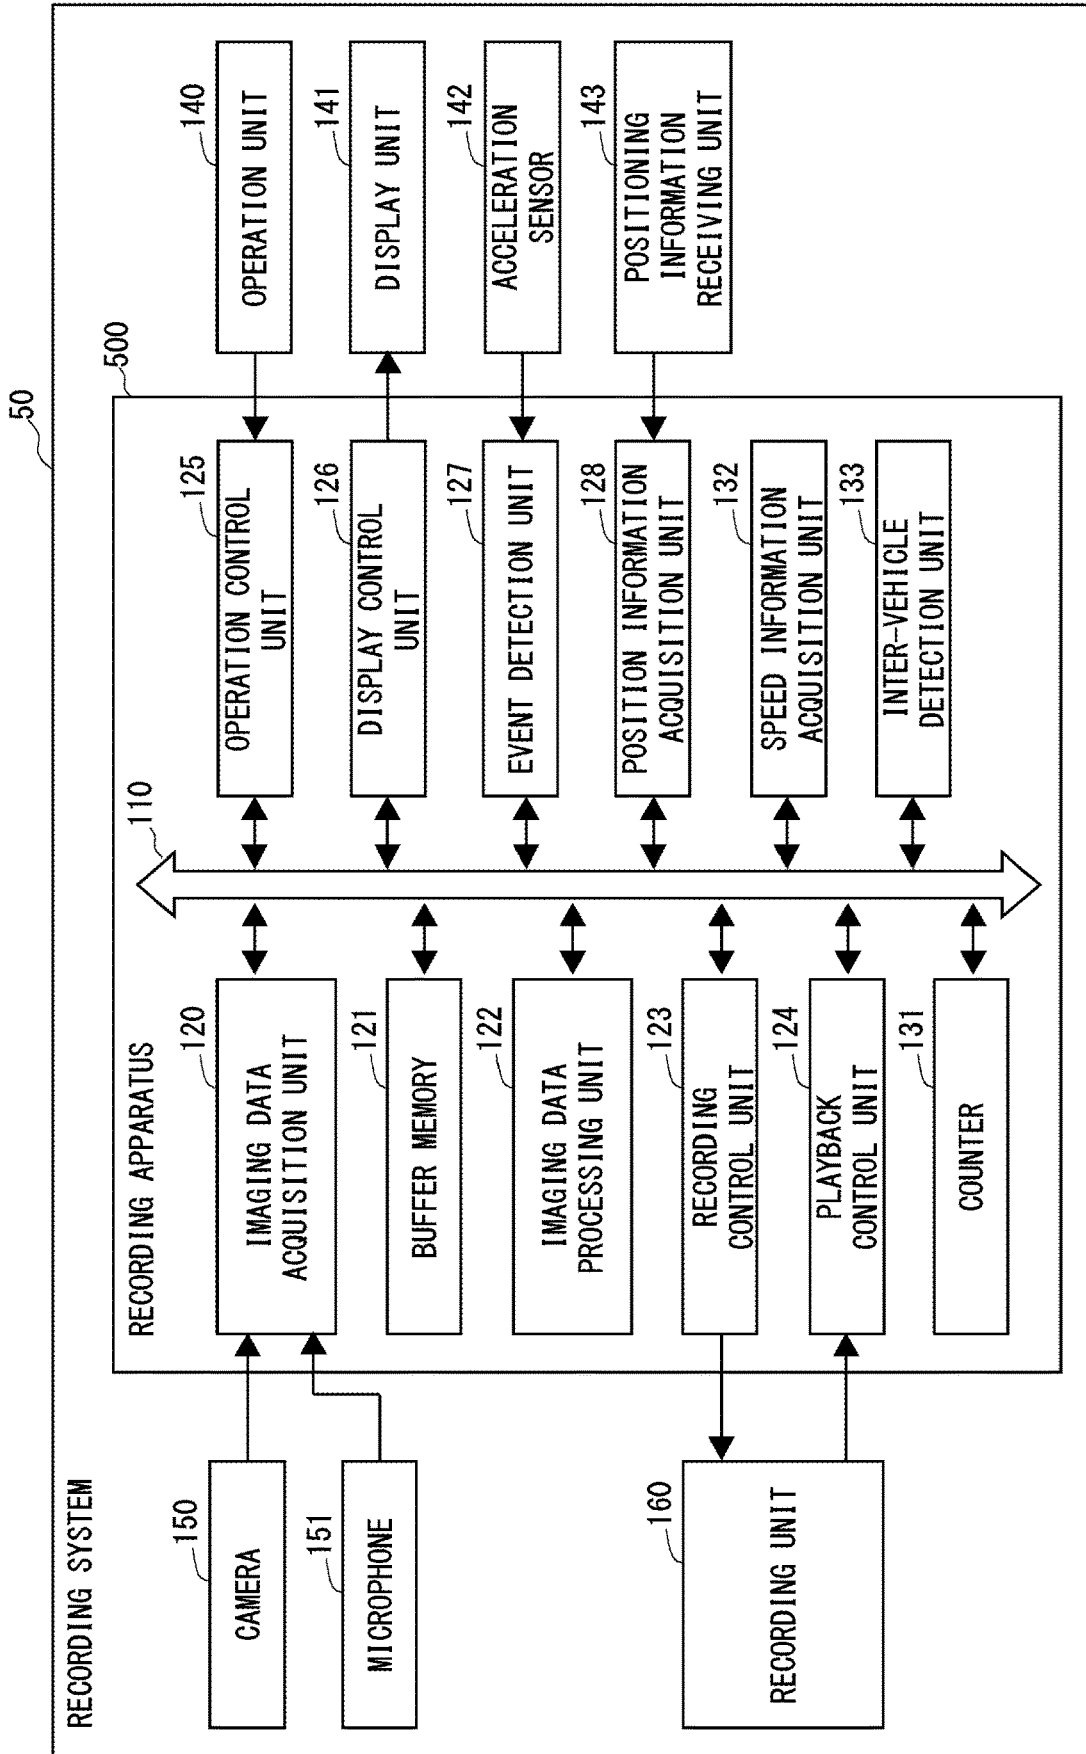 50
RECORDING SYSTEM
500
RECORDING APPARATUS
110
150
CAMERA
151
MICROPHONE
160
RECORDING UNIT
120
IMAGING DATA
ACQUISITION UNIT
121
BUFFER MEMORY
122
IMAGING DATA
PROCESSING UNIT
123
RECORDING
CONTROL UNIT
124
PLAYBACK
CONTROL UNIT
131
COUNTER
125
OPERATION CONTROL
UNIT
126
DISPLAY CONTROL
UNIT
127
EVENT DETECTION UNIT
128
POSITION INFORMATION
ACQUISITION UNIT
132
SPEED INFORMATION
ACQUISITION UNIT
133
INTER-VEHICLE
DETECTION UNIT
140
OPERATION UNIT
141
DISPLAY UNIT
142
ACCELERATION
SENSOR
143
POSITIONING
INFORMATION
RECEIVING UNIT